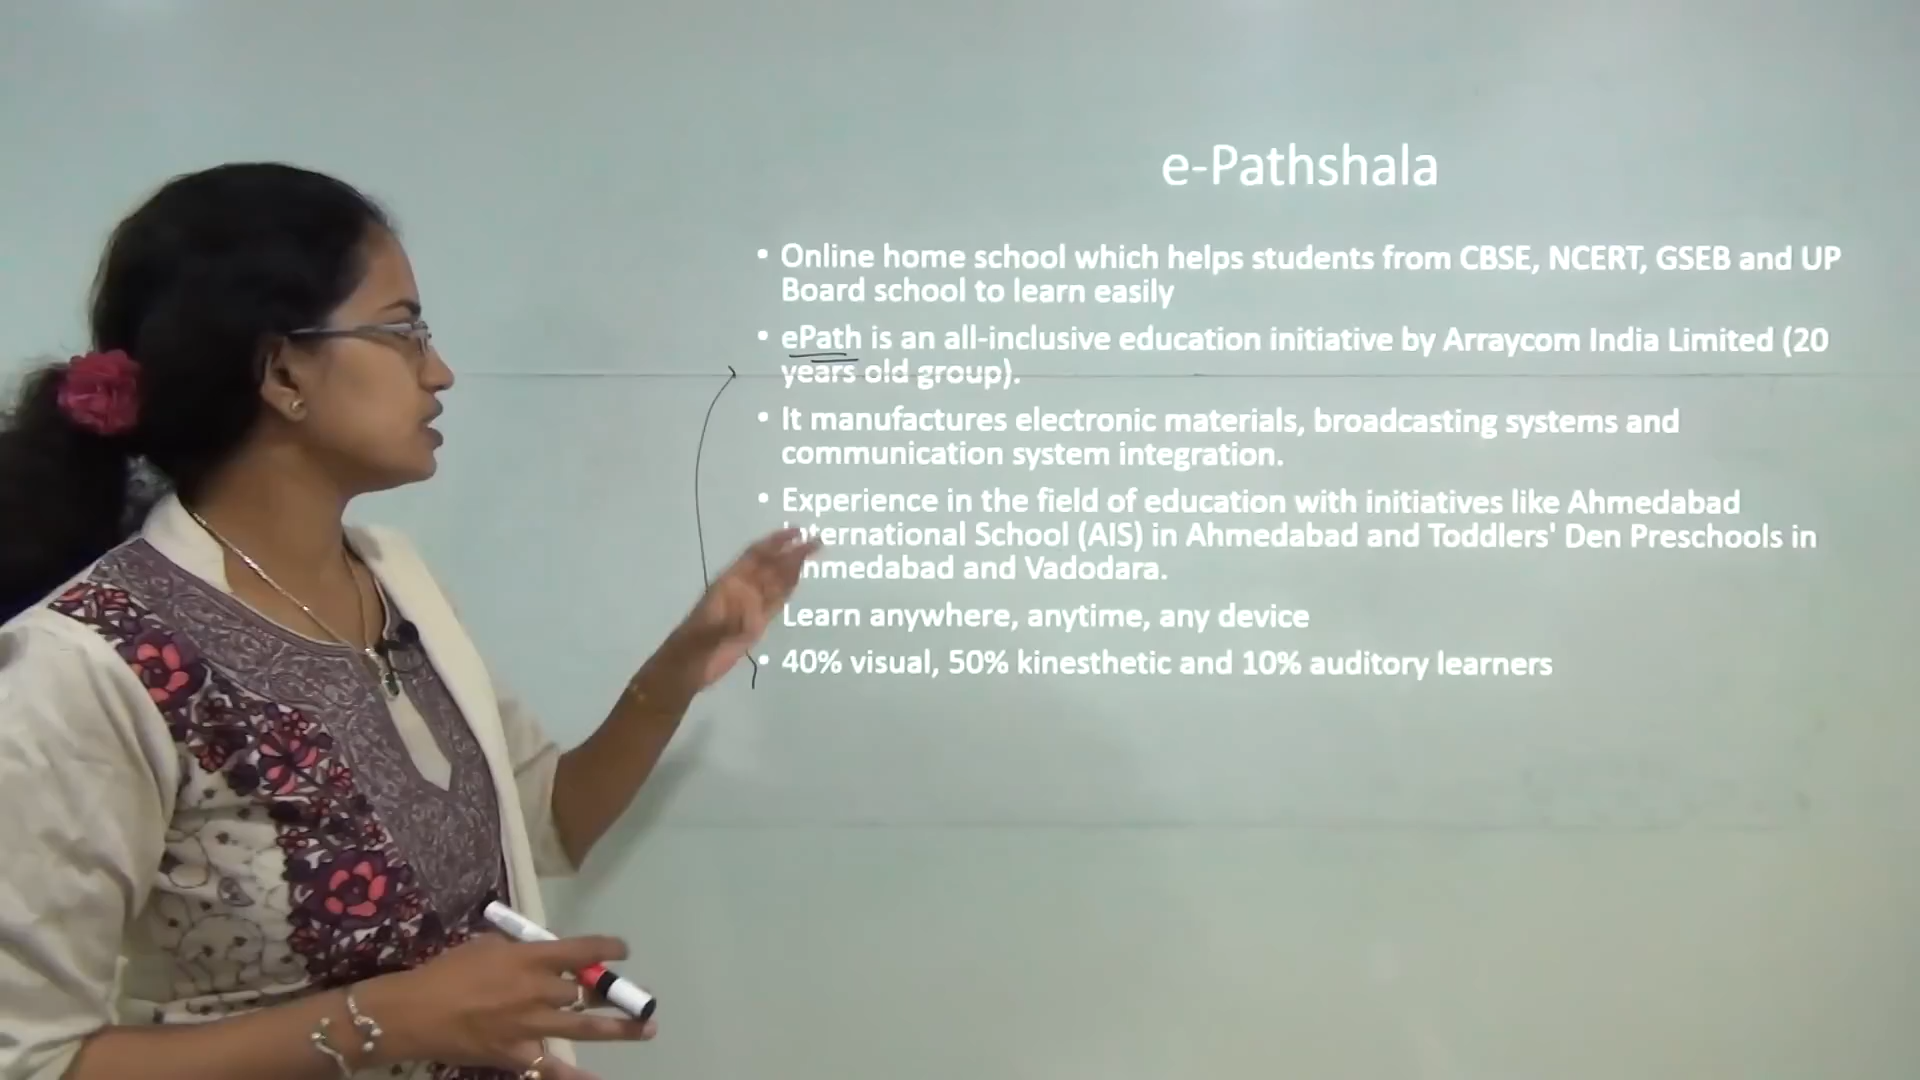 e-Pathshala
• Online home school which helps students from CBSE, NCERT, GSEB and UP
Board school to learn easily
• ePath is an all-inclusive education initiative by Arraycom India Limited (20
years old group).
• It manufactures electronic materials, broadcasting systems and
communication system integration.
• Experience in the field of education with initiatives like Ahmedabad
International School (AIS) in Ahmedabad and Toddlers' Den Preschools in
Ahmedabad and Vadodara.
Learn anywhere, anytime, any device
• 40% visual, 50% kinesthetic and 10% auditory learners